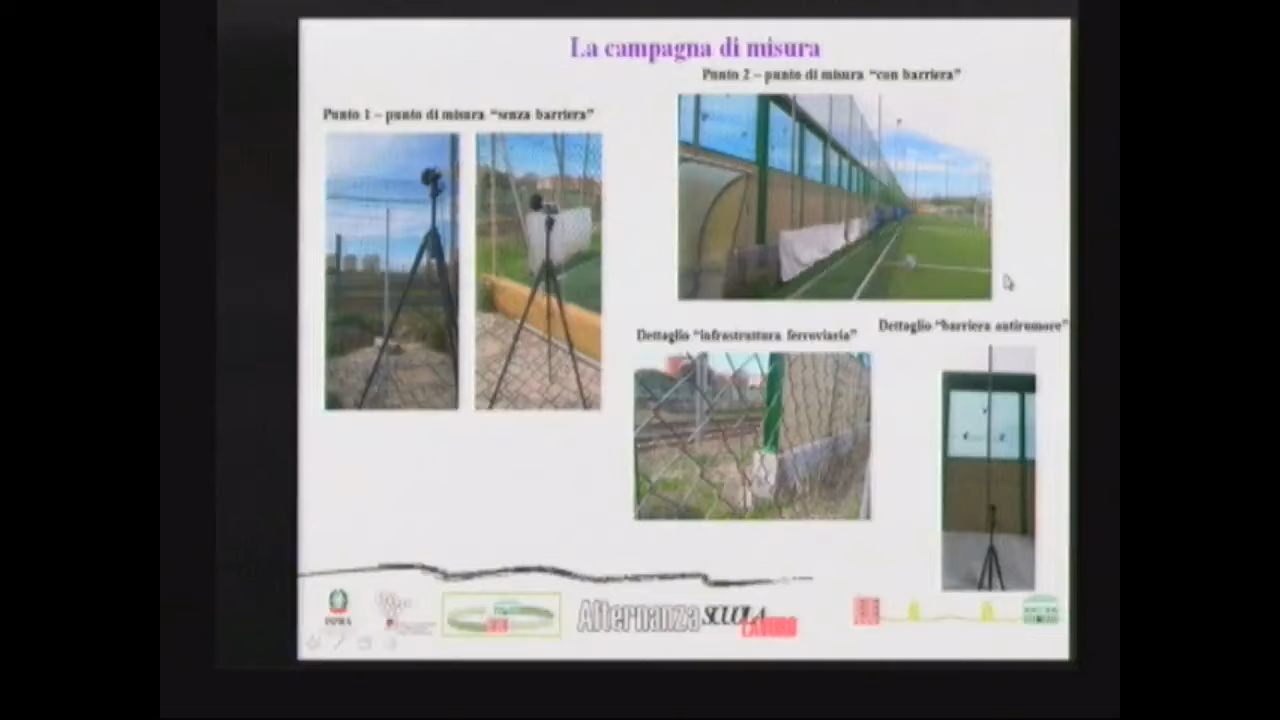 La campagna di misura
Punto 2 – punto di misura "con barriera"
Punto 1 – punto di misura "senza barriera"
Dettaglio "infrastruttura ferroviaria"
Dettaglio "barriera antirumore"
ISPRA
Alternanza SCUOLA
LAVORO